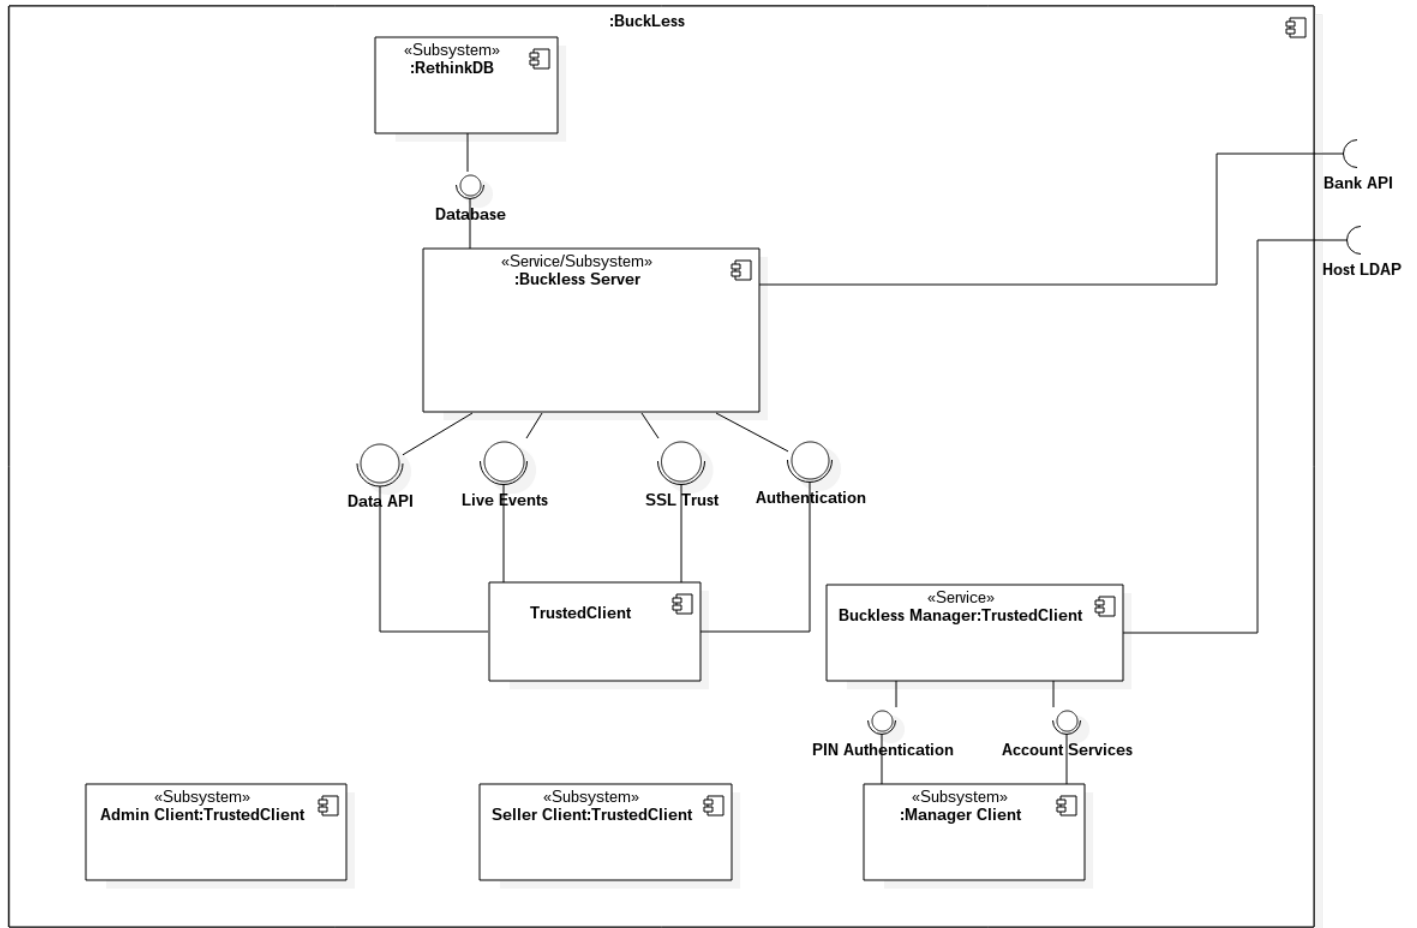 :BuckLess
«Subsystem»
:RethinkDB
Database
Bank API
Host LDAP
«Service/Subsystem»
:Buckless Server
Data API
Live Events
SSL Trust
Authentication
TrustedClient
«Service»
Buckless Manager:TrustedClient
PIN Authentication
Account Services
«Subsystem»
Admin Client:TrustedClient
«Subsystem»
Seller Client:TrustedClient
«Subsystem»
:Manager Client